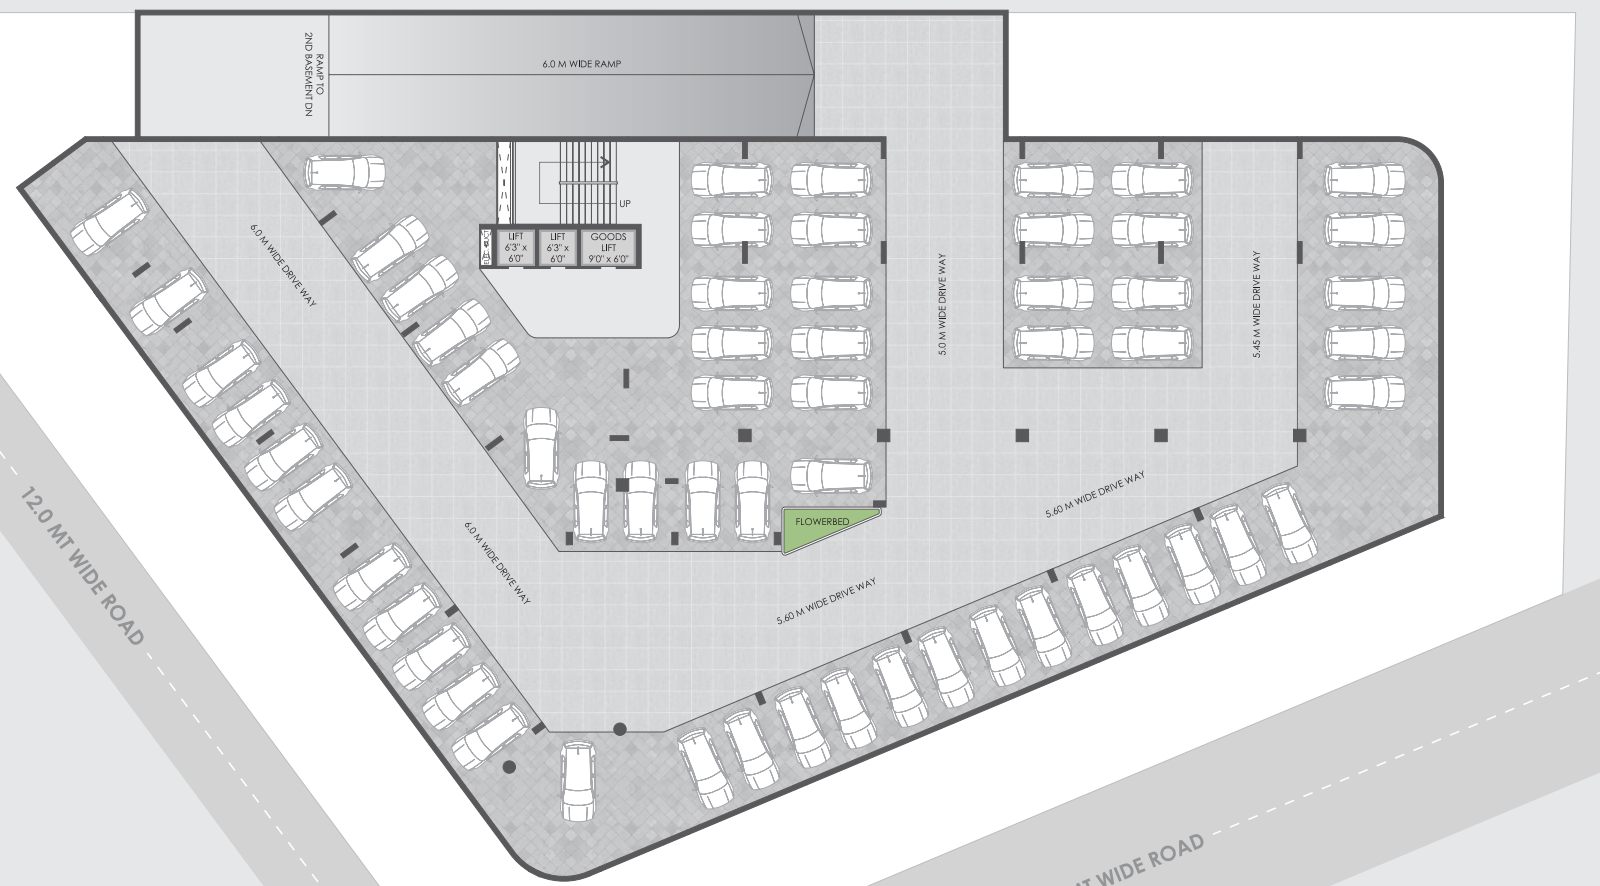 RAMP TO
2ND BASEMENT DN
6.0 M WIDE RAMP
UP
LIFT
6'3" x
6'0"
LIFT
6'3" x
6'0"
GOODS
LIFT
9'0" x 6'0"
6.0 M WIDE DRIVE WAY
5.0 M WIDE DRIVE WAY
5.45 M WIDE DRIVE WAY
5.60 M WIDE DRIVE WAY
FLOWERBED
6.0 M WIDE DRIVE WAY
5.60 M WIDE DRIVE WAY
12.0 MT WIDE ROAD
WIDE ROAD